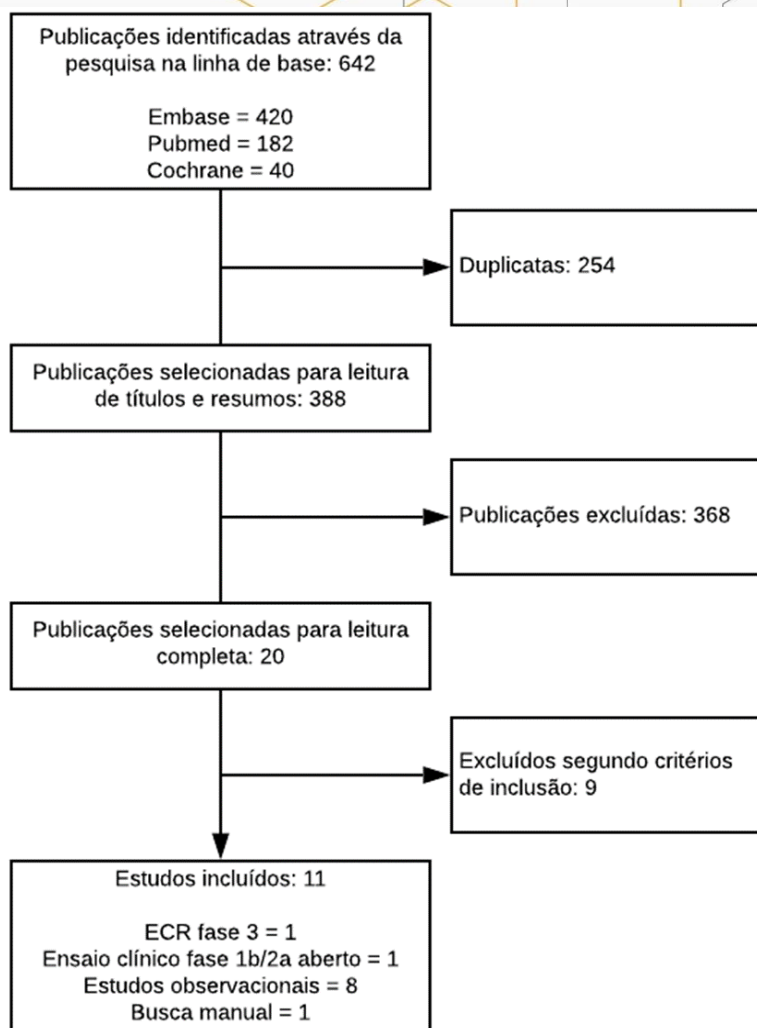 Publicações identificadas através da
pesquisa na linha de base: 642
Embase = 420
Pubmed = 182
Cochrane = 40
Duplicatas: 254
Publicações selecionadas para leitura
de títulos e resumos: 388
Publicações excluídas: 368
Publicações selecionadas para leitura
completa: 20
Excluídos segundo critérios
de inclusão: 9
Estudos incluídos: 11
ECR fase 3 = 1
Ensaio clínico fase 1b/2a aberto = 1
Estudos observacionais = 8
Busca manual = 1